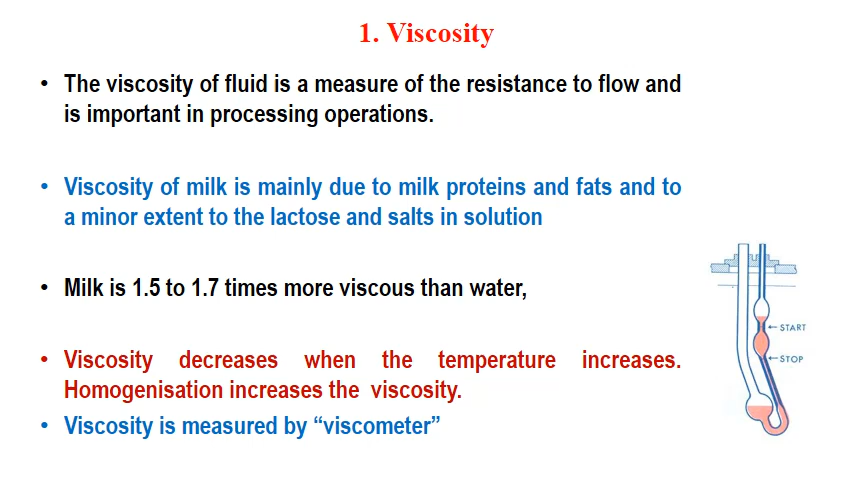 1. Viscosity
• The viscosity of fluid is a measure of the resistance to flow and
is important in processing operations.
• Viscosity of milk is mainly due to milk proteins and fats and to
a minor extent to the lactose and salts in solution
• Milk is 1.5 to 1.7 times more viscous than water,
• Viscosity decreases when the temperature increases.
Homogenisation increases the viscosity.
• Viscosity is measured by “viscometer”
START
STOP